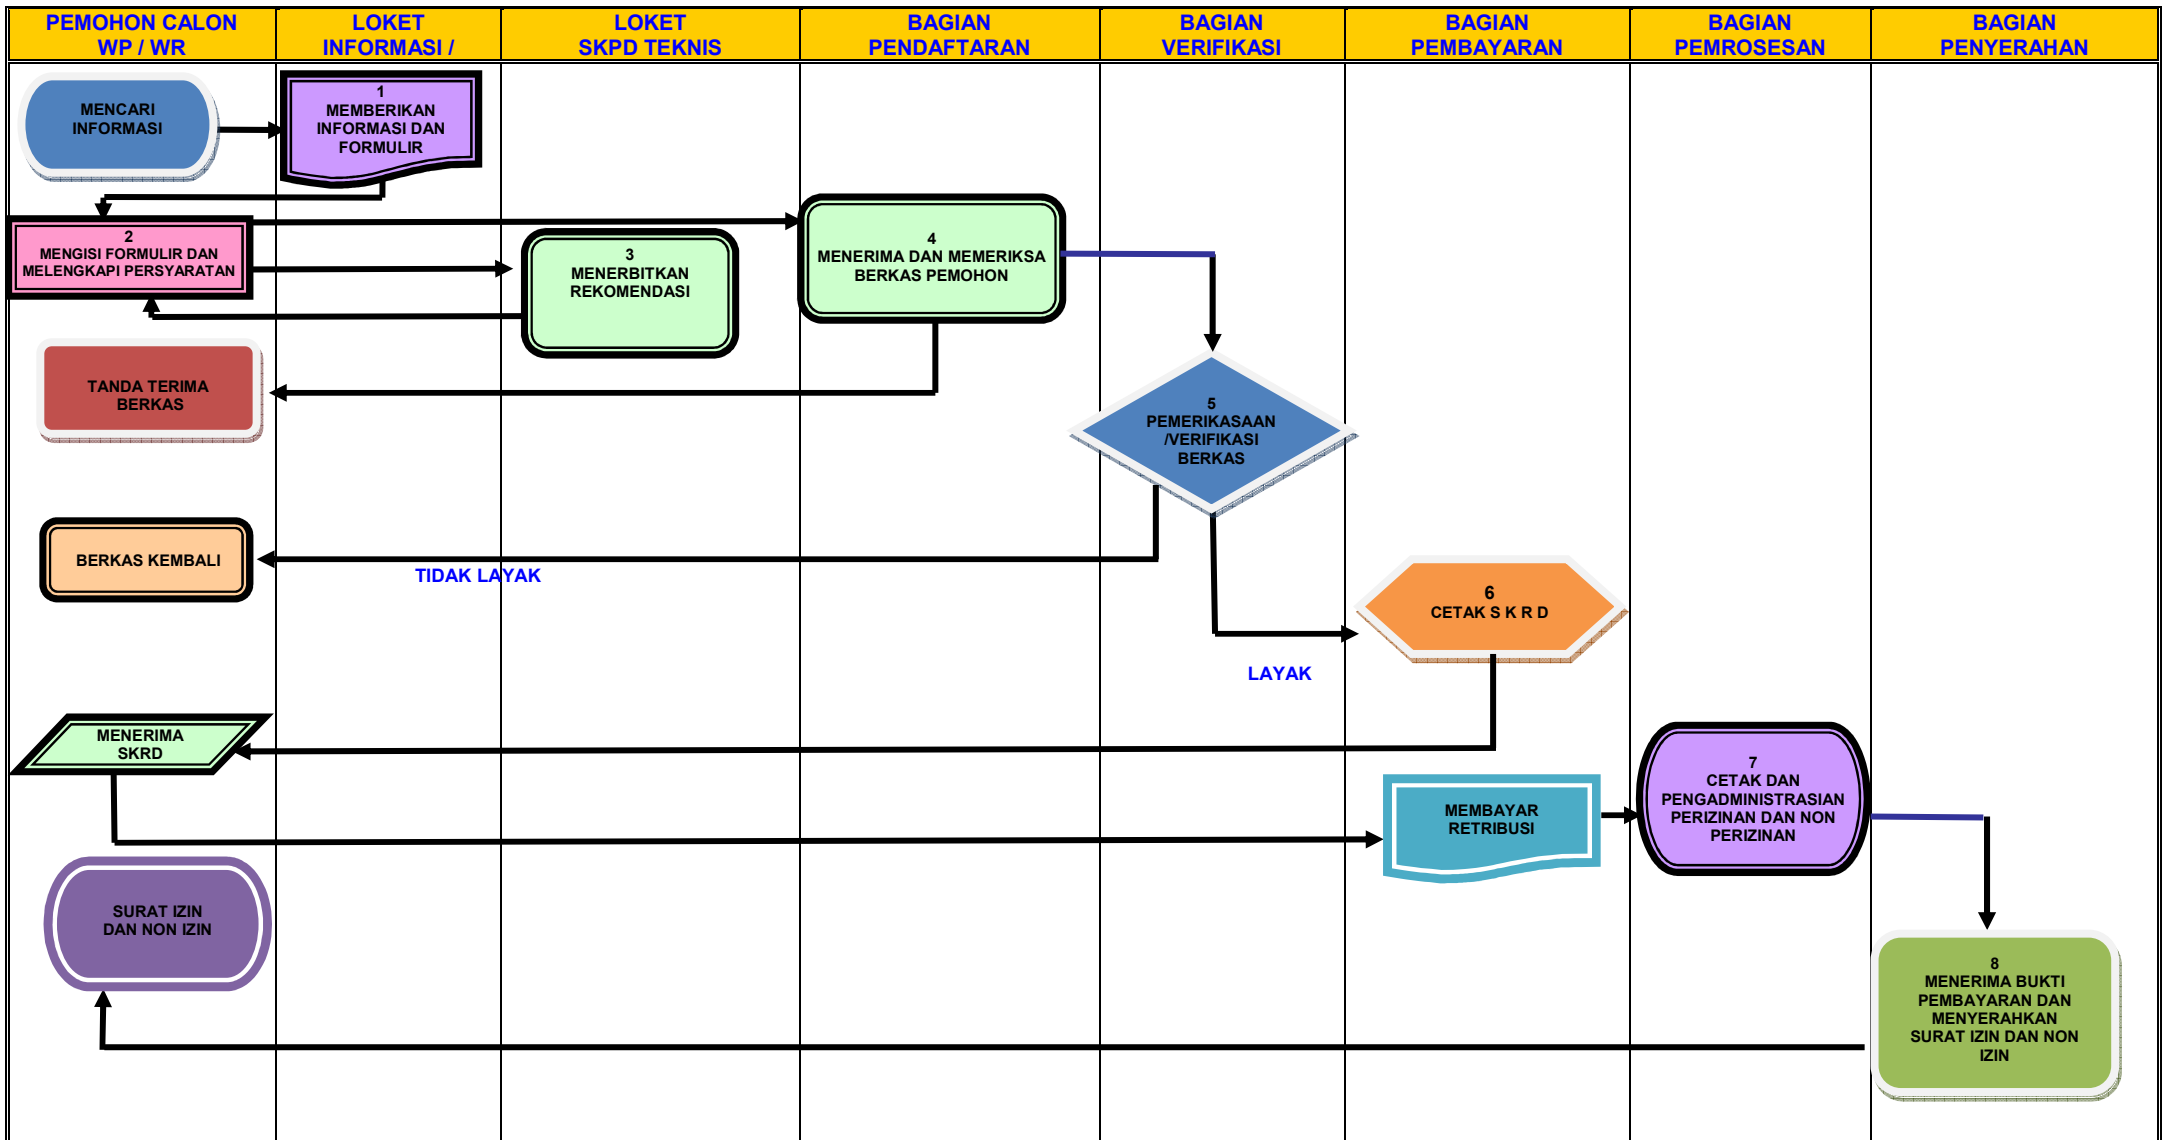 PEMOHON CALON
WP / WR
LOKET
INFORMASI /
LOKET
SKPD TEKNIS
BAGIAN
PENDAFTARAN
BAGIAN
VERIFIKASI
BAGIAN
PEMBAYARAN
BAGIAN
PEMROSESAN
BAGIAN
PENYERAHAN
MENCARI
INFORMASI
1
MEMBERIKAN
INFORMASI DAN
FORMULIR
2
MENGISI FORMULIR DAN
MELENGKAPI PERSYARATAN
3
MENERBITKAN
REKOMENDASI
4
MENERIMA DAN MEMERIKSA
BERKAS PEMOHON
TANDA TERIMA
BERKAS
5
PEMERIKASAAN
/VERIFIKASI
BERKAS
BERKAS KEMBALI
TIDAK LAYAK
6
CETAK S K R D
LAYAK
MENERIMA
SKRD
MEMBAYAR
RETRIBUSI
7
CETAK DAN
PENGADMINISTRASIAN
PERIZINAN DAN NON
PERIZINAN
SURAT IZIN
DAN NON IZIN
8
MENERIMA BUKTI
PEMBAYARAN DAN
MENYERAHKAN
SURAT IZIN DAN NON
IZIN